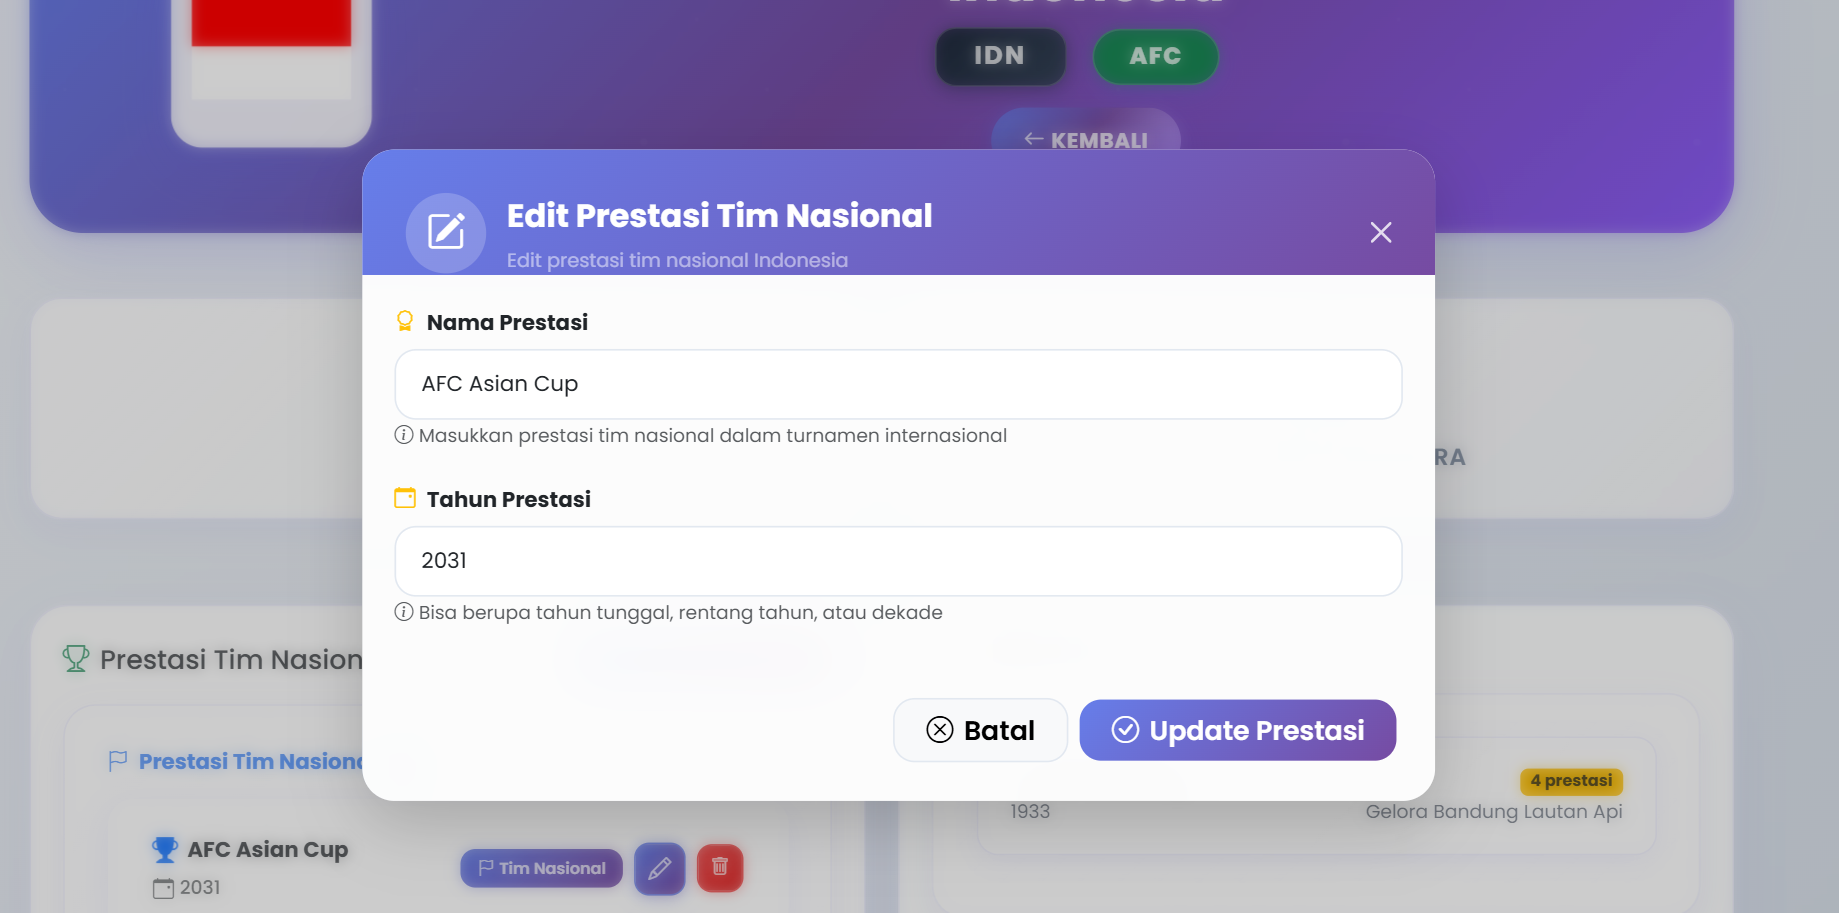 IDN
AFC
← KEMBALI
Edit Prestasi Tim Nasional
Edit prestasi tim nasional Indonesia
Nama Prestasi
AFC Asian Cup
Masukkan prestasi tim nasional dalam turnamen internasional
Tahun Prestasi
2031
Bisa berupa tahun tunggal, rentang tahun, atau dekade
Batal
Update Prestasi
RA
Prestasi Tim Nasion
Prestasi Tim Nasiona
AFC Asian Cup
2031
Tim Nasional
4 prestasi
1933
Gelora Bandung Lautan Api